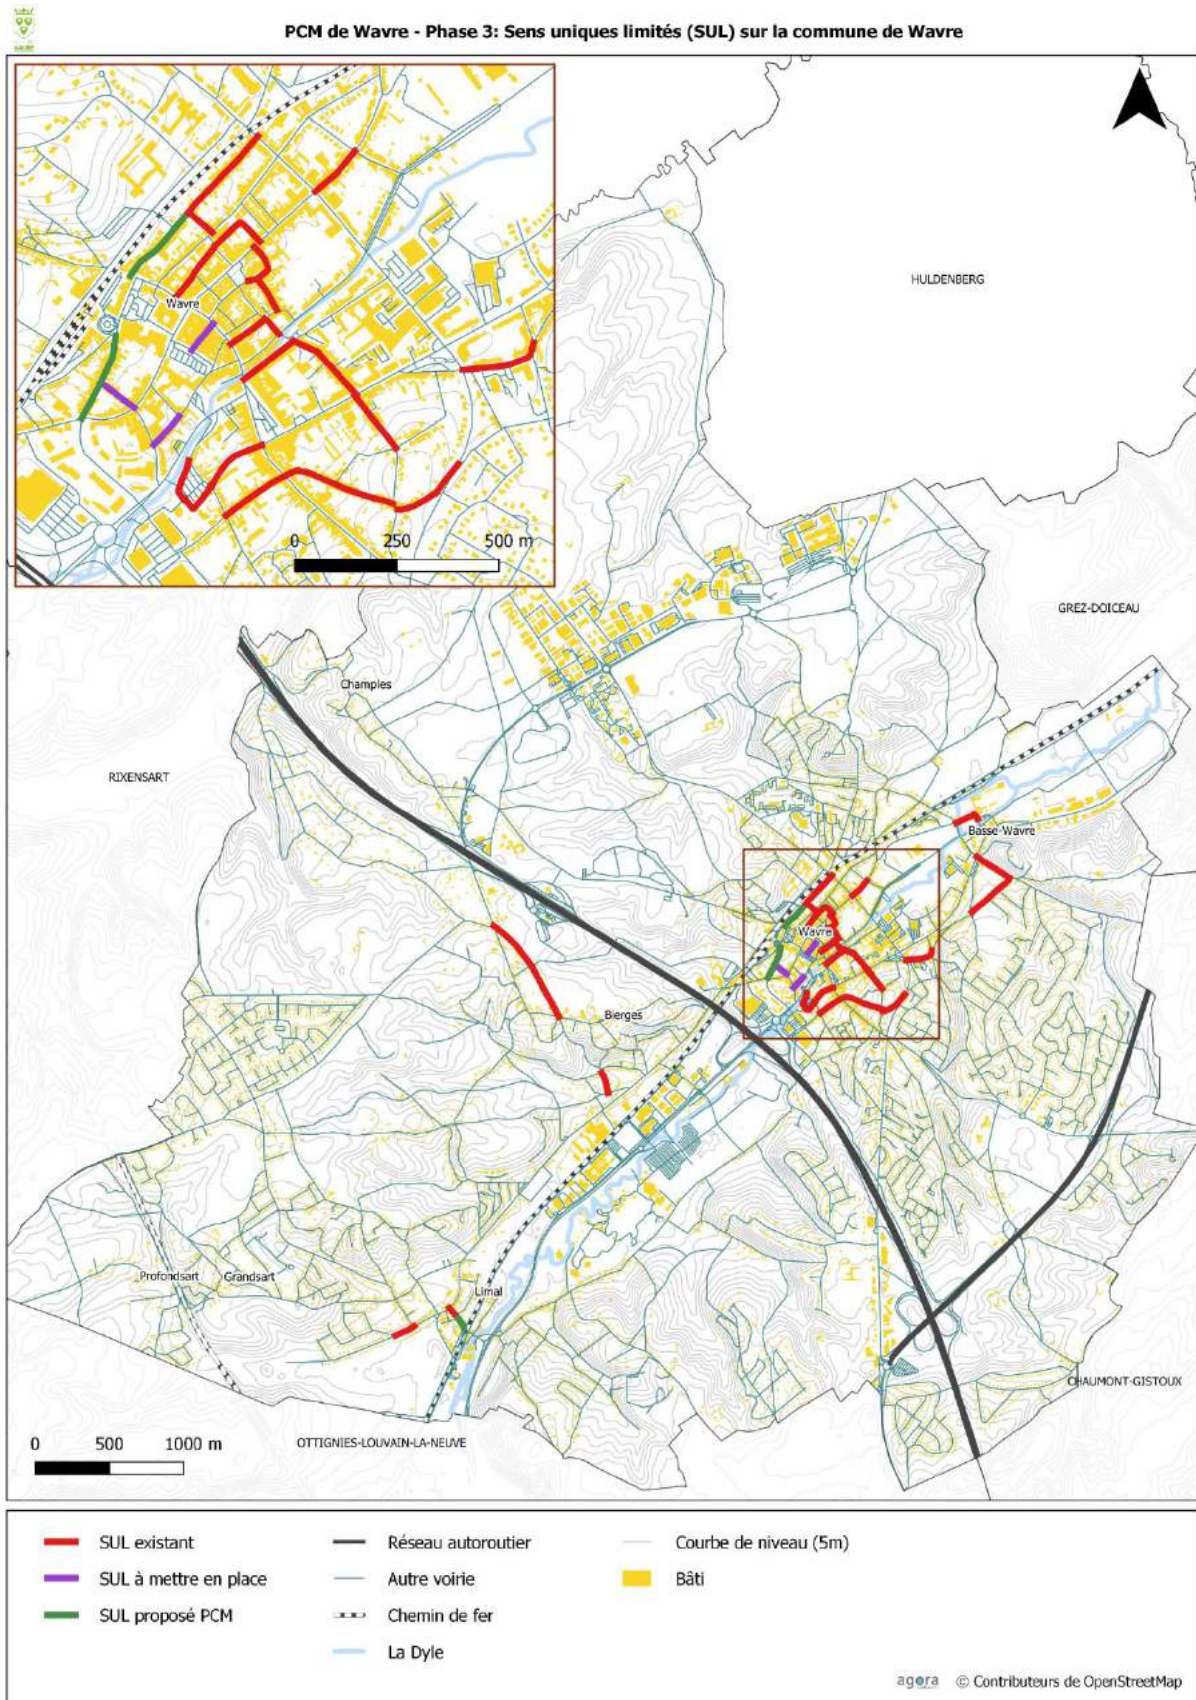 PCM de Wavre - Phase 3: Sens uniques limités (SUL) sur la commune de Wavre
Wavre
0 250 500 m
HULDENBERG
GREZ-DOICEAU
Champles
RIXENSART
Basse-Wavre
Wavre
Bierges
Profondsart
Grandsart
Limal
CHAUMONT-GISTOUX
0 500 1000 m
OTTIGNIES-LOUVAIN-LA-NEUVE
SUL existant
SUL à mettre en place
SUL proposé PCM
Réseau autoroutier
Autre voirie
Chemin de fer
La Dyle
Courbe de niveau (5m)
Bâti
agora © Contributeurs de OpenStreetMap